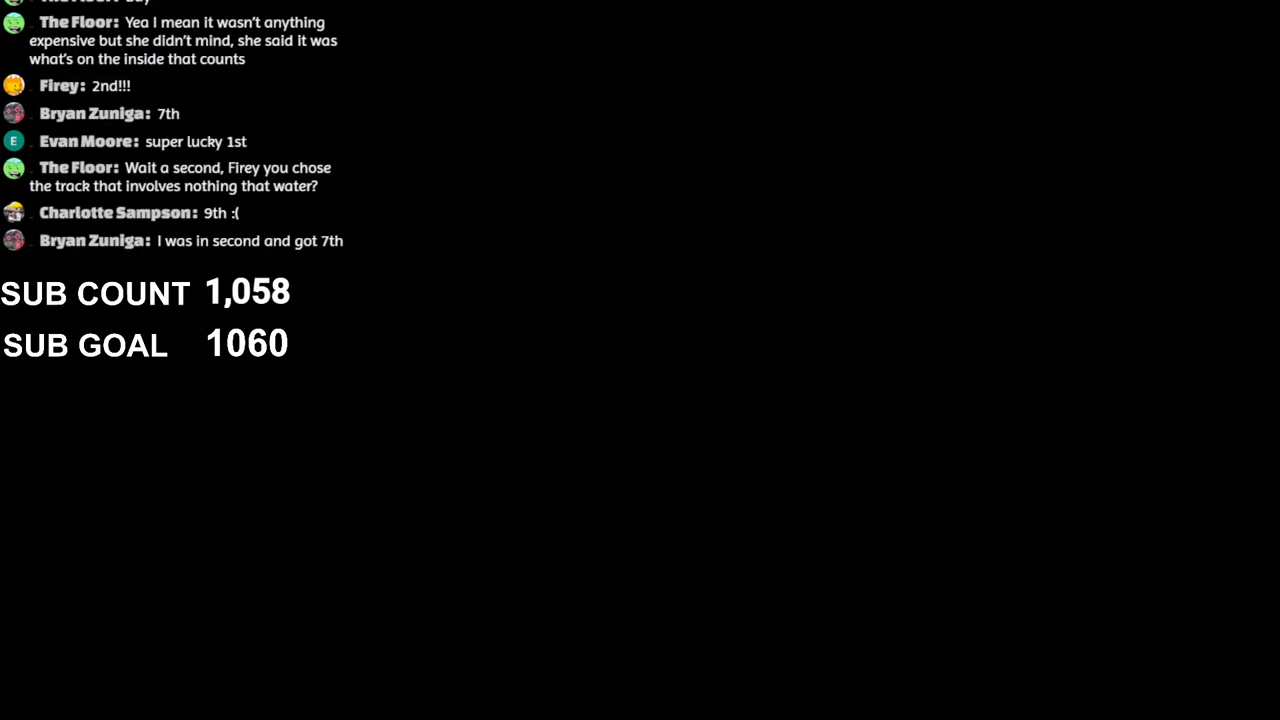 The Floor: Yea I mean it wasn't anything
expensive but she didn't mind, she said it was
what's on the inside that counts
Firey: 2nd!!!
Bryan Zuniga: 7th
E Evan Moore: super lucky 1st
The Floor: Wait a second, Firey you chose
the track that involves nothing that water?
Charlotte Sampson: 9th :(
Bryan Zuniga: I was in second and got 7th
SUB COUNT 1,058
SUB GOAL 1060